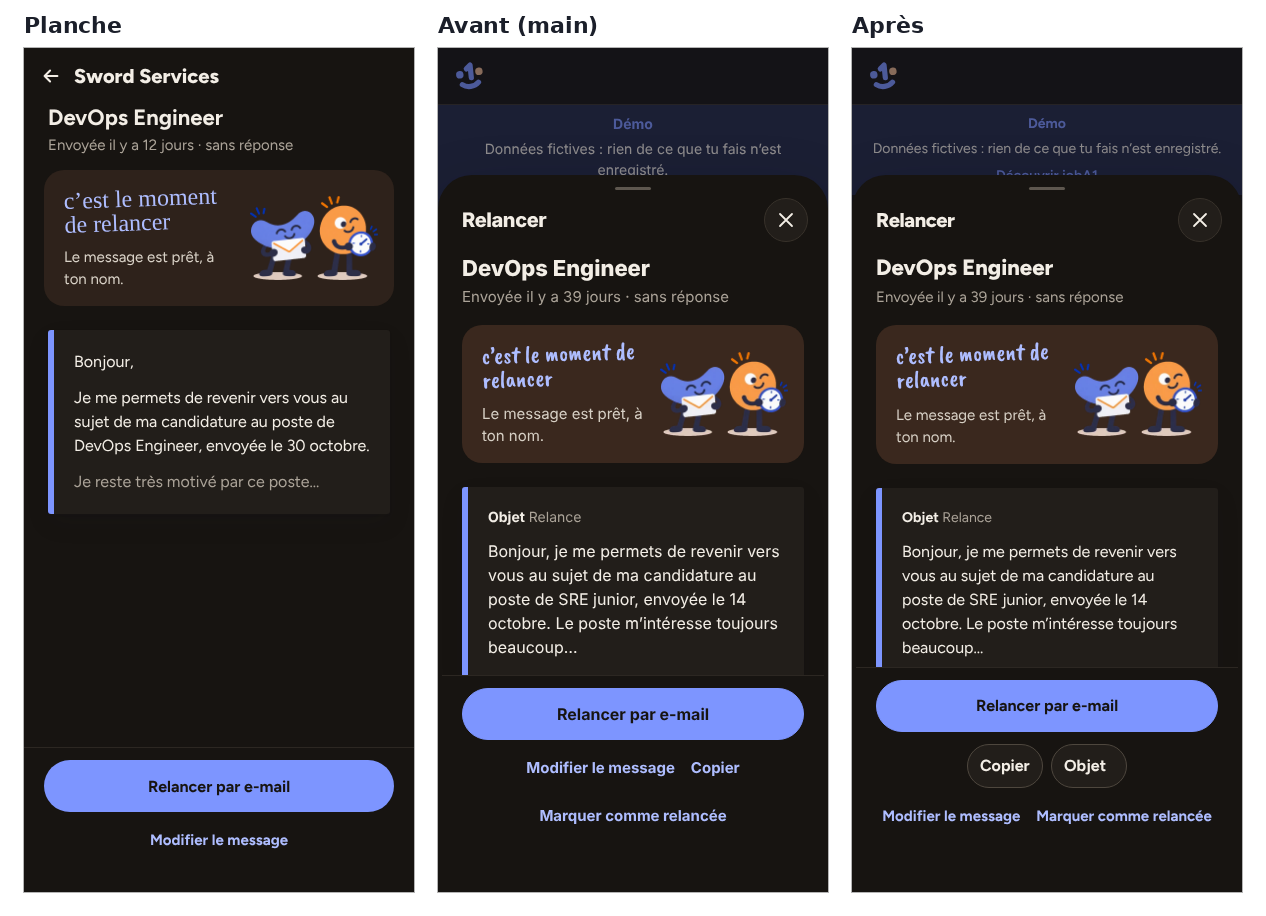 Planche
Sword Services
DevOps Engineer
Envoyée il y a 12 jours · sans réponse
c’est le moment
de relancer
Le message est prêt, à
ton nom.
Bonjour,
Je me permets de revenir vers vous au
sujet de ma candidature au poste de
DevOps Engineer, envoyée le 30 octobre.
Je reste très motivé par ce poste…
Relancer par e-mail
Modifier le message
Avant (main)
Démo
Données fictives : rien de ce que tu fais n’est
enregistré.
Relancer
DevOps Engineer
Envoyée il y a 39 jours · sans réponse
c’est le moment de
relancer
Le message est prêt, à
ton nom.
Objet Relance
Bonjour, je me permets de revenir vers
vous au sujet de ma candidature au
poste de SRE junior, envoyée le 14
octobre. Le poste m’intéresse toujours
beaucoup…
Relancer par e-mail
Modifier le message Copier
Marquer comme relancée
Après
Démo
Données fictives : rien de ce que tu fais n’est enregistré.
Découvrir jobA1
Relancer
DevOps Engineer
Envoyée il y a 39 jours · sans réponse
c’est le moment de
relancer
Le message est prêt, à
ton nom.
Objet Relance
Bonjour, je me permets de revenir vers
vous au sujet de ma candidature au
poste de SRE junior, envoyée le 14
octobre. Le poste m’intéresse toujours
beaucoup…
Relancer par e-mail
Copier Objet
Modifier le message Marquer comme relancée